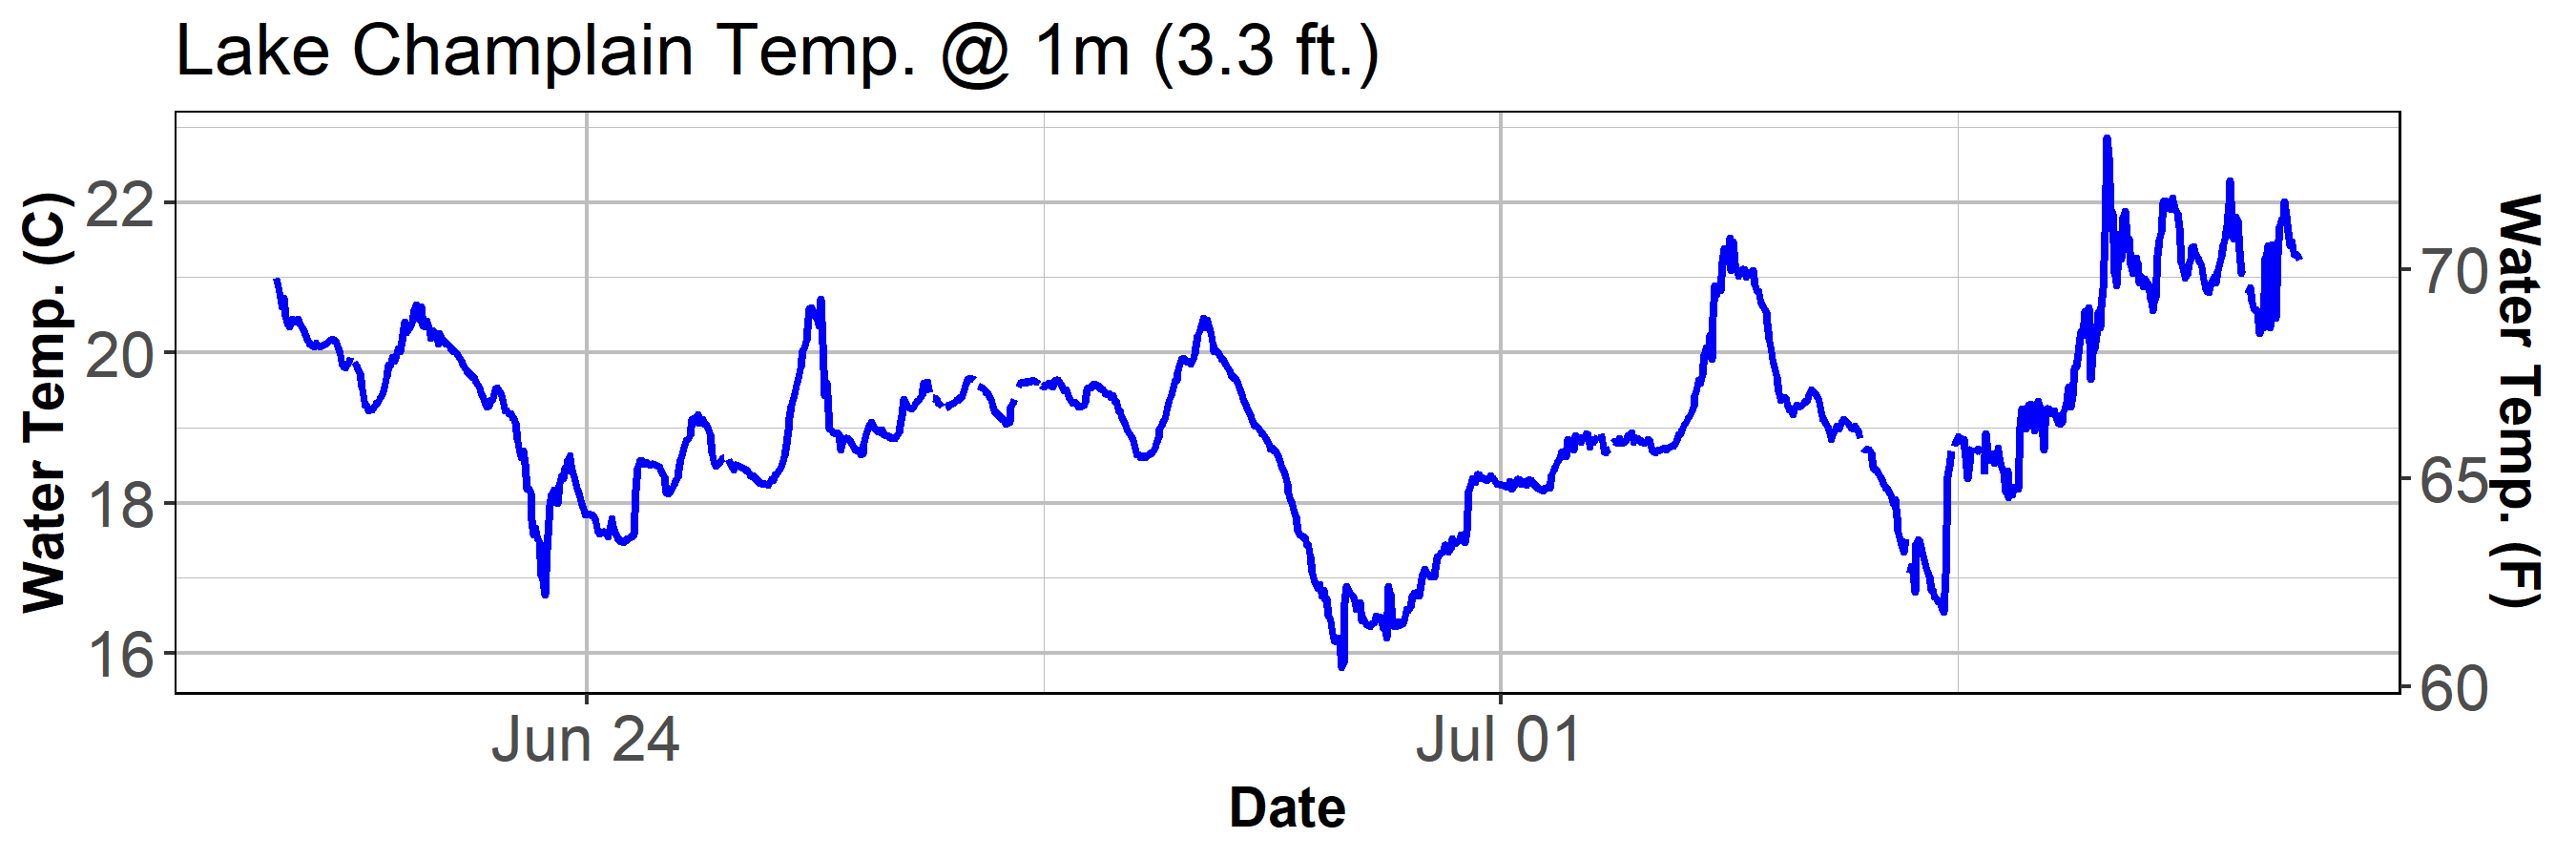 Lake Champlain Temp. @ 1m (3.3 ft.)
Water Temp. (C)
22
20
18
16
70
65
60
Water Temp. (F)
Jun 24
Jul 01
Date